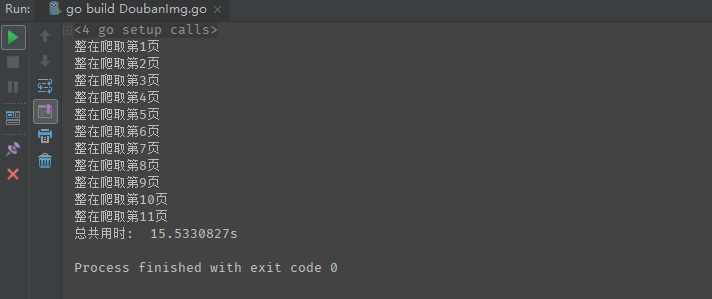 Run: go build DoubanImg.go ×
<4 go setup calls>
整在爬取第1页
整在爬取第2页
整在爬取第3页
整在爬取第4页
整在爬取第5页
整在爬取第6页
整在爬取第7页
整在爬取第8页
整在爬取第9页
整在爬取第10页
整在爬取第11页
总共用时:  15.5330827s
Process finished with exit code 0